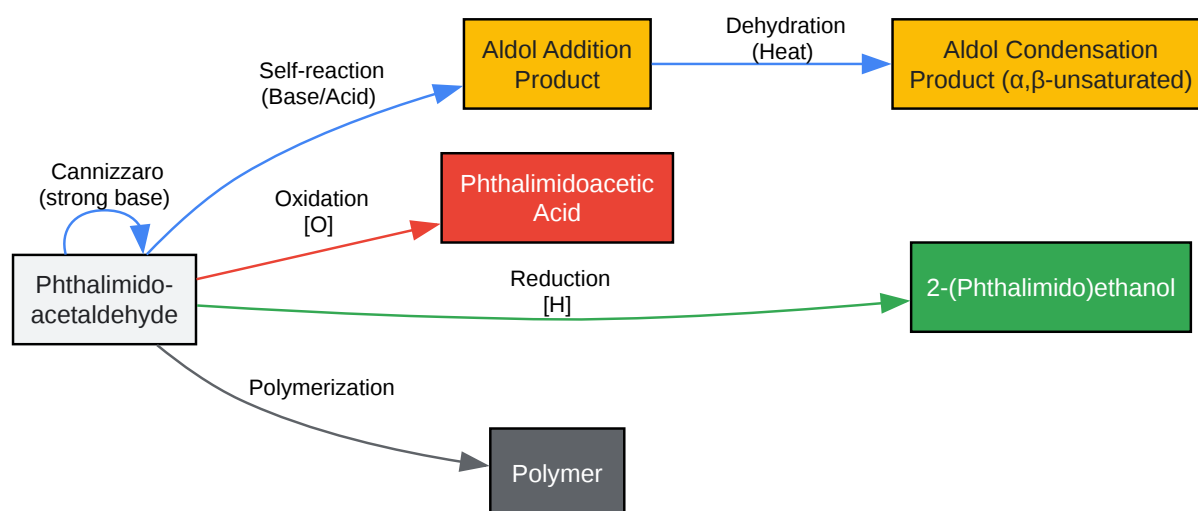 Dehydration
(Heat)
Aldol Addition
Product
Aldol Condensation
Product (α,β-unsaturated)
Self-reaction
(Base/Acid)
Cannizzaro
(strong base)
Oxidation
[O]
Phthalimidoacetic
Acid
Phthalimido-
acetaldehyde
Reduction
[H]
2-(Phthalimido)ethanol
Polymerization
Polymer